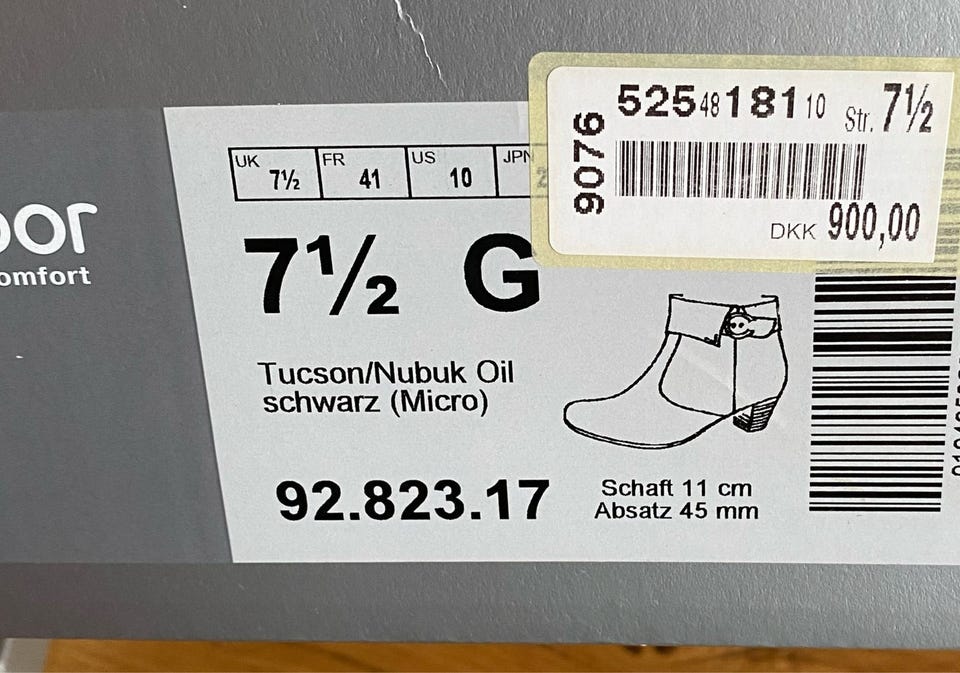 525 48 181 10 Str. 7½
9076
DKK 900,00
UK 7½ FR 41 US 10 JPN
7½ G
omfort
Tucson/Nubuk Oil
schwarz (Micro)
92.823.17
Schaft 11 cm
Absatz 45 mm